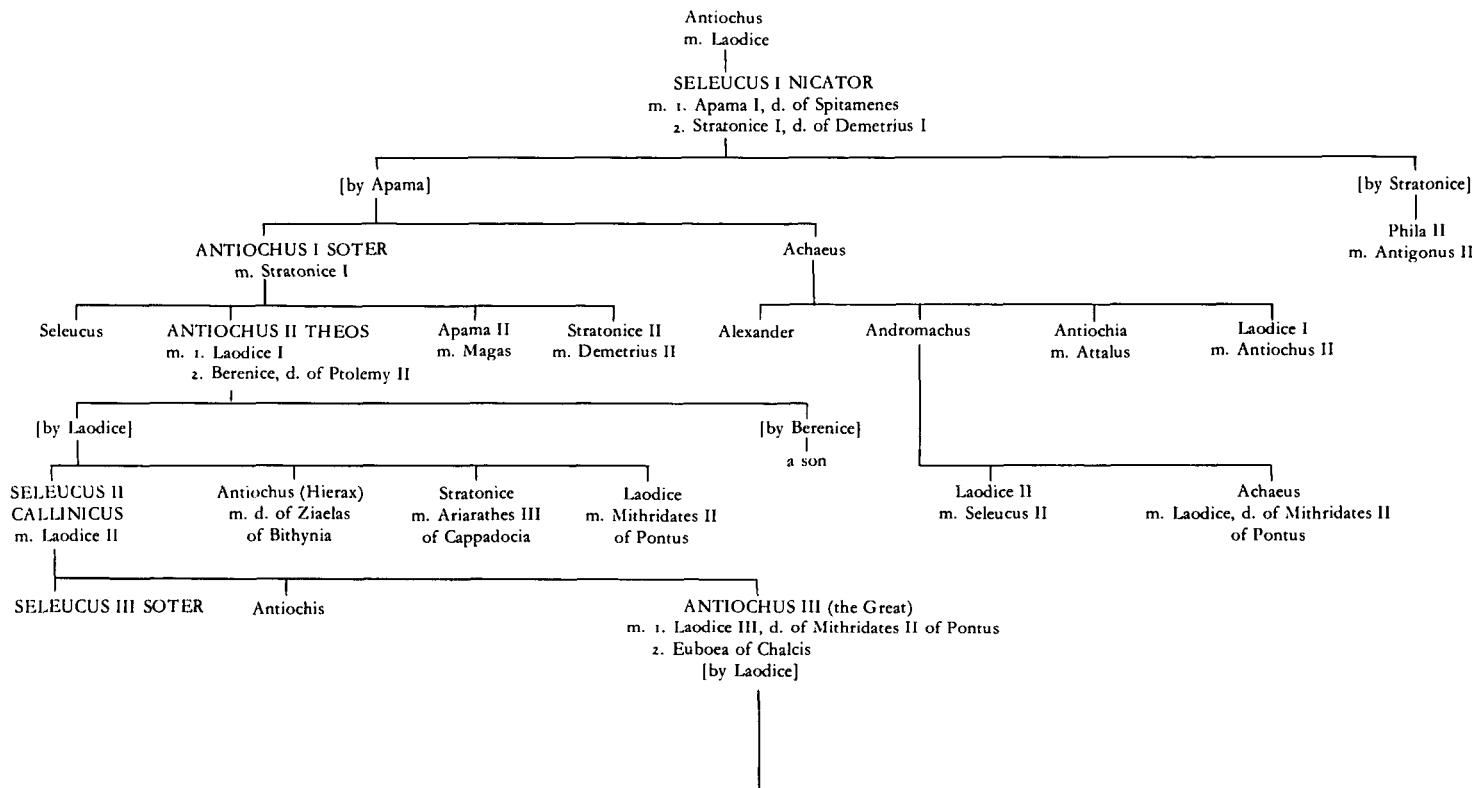 Antiochus
m. Laodice
SELEUCUS I NICATOR
m. 1. Apama I, d. of Spitamenes
2. Stratonice I, d. of Demetrius I
[by Apama]
[by Stratonice]
ANTIOCHUS I SOTER
m. Stratonice I
Achaeus
Phila II
m. Antigonus II
Seleucus
ANTIOCHUS II THEOS
m. 1. Laodice I
2. Berenice, d. of Ptolemy II
Apama II
m. Magas
Stratonice II
m. Demetrius II
Alexander
Andromachus
Antiochia
m. Attalus
Laodice I
m. Antiochus II
[by Laodice]
[by Berenice]
a son
SELEUCUS II
CALLINICUS
m. Laodice II
Antiochus (Hierax)
m. d. of Ziaelas
of Bithynia
Stratonice
m. Ariarathes III
of Cappadocia
Laodice
m. Mithridates II
of Pontus
Laodice II
m. Seleucus II
Achaeus
m. Laodice, d. of Mithridates II
of Pontus
SELEUCUS III SOTER
Antiochis
ANTIOCHUS III (the Great)
m. 1. Laodice III, d. of Mithridates II of Pontus
2. Euboea of Chalcis
[by Laodice]